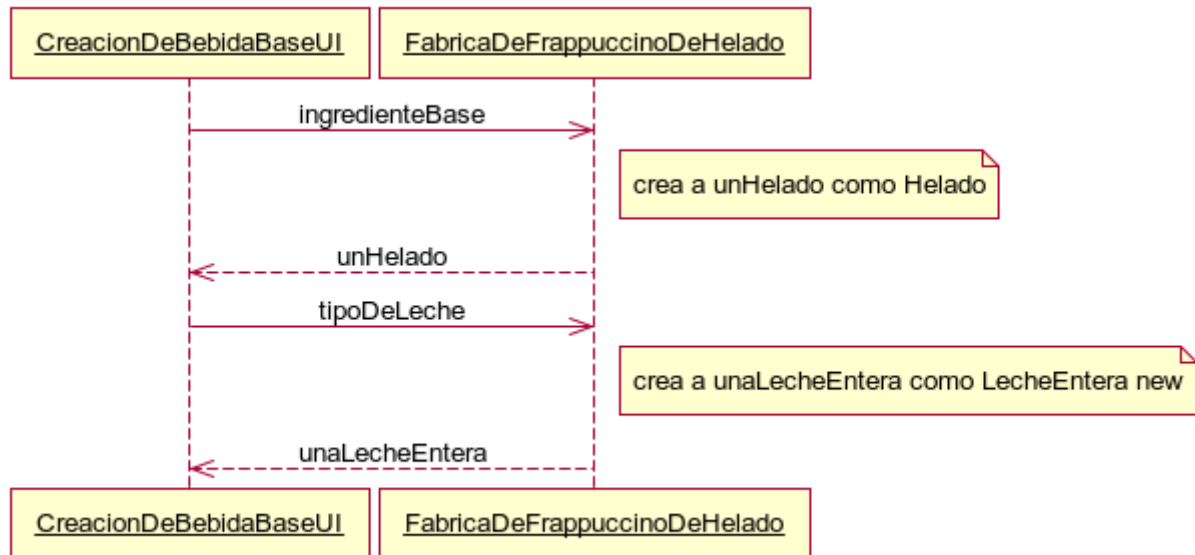 CreacionDeBebidaBaseUI
FabricaDeFrappuccinoDeHelado
ingredienteBase
crea a unHelado como Helado
unHelado
tipoDeLeche
crea a unaLecheEntera como LecheEntera new
unaLecheEntera
CreacionDeBebidaBaseUI
FabricaDeFrappuccinoDeHelado